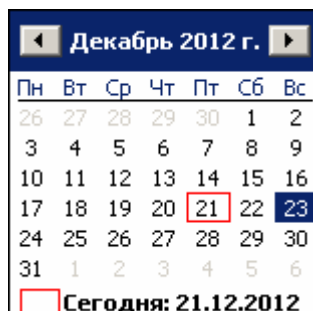 Декабрь 2012 г.
Пн Вт Ср Чт Пт Сб Вс
26 27 28 29 30 1 2
3 4 5 6 7 8 9
10 11 12 13 14 15 16
17 18 19 20 21 22 23
24 25 26 27 28 29 30
31 1 2 3 4 5 6
Сегодня: 21.12.2012